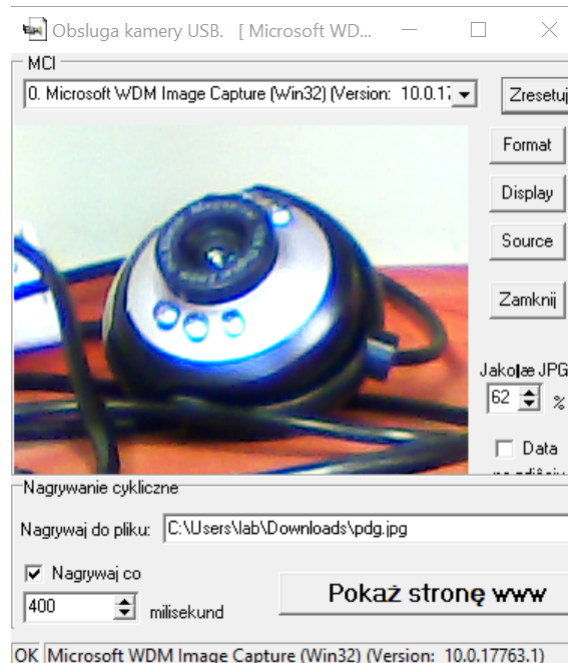 Obsluga kamery USB. [ Microsoft WD...
MCI
0. Microsoft WDM Image Capture (Win32) (Version: 10.0.1
Zresetuj
Format
Display
Source
Zamknij
Jakoļæ JPG
62 %
Data
Nagrywanie cykliczne
Nagrywaj do pliku: C:\Users\lab\Downloads\pdg.jpg
Nagrywaj co
400 milisekund
Pokaż stronę www
OK Microsoft WDM Image Capture (Win32) (Version: 10.0.17763.1)